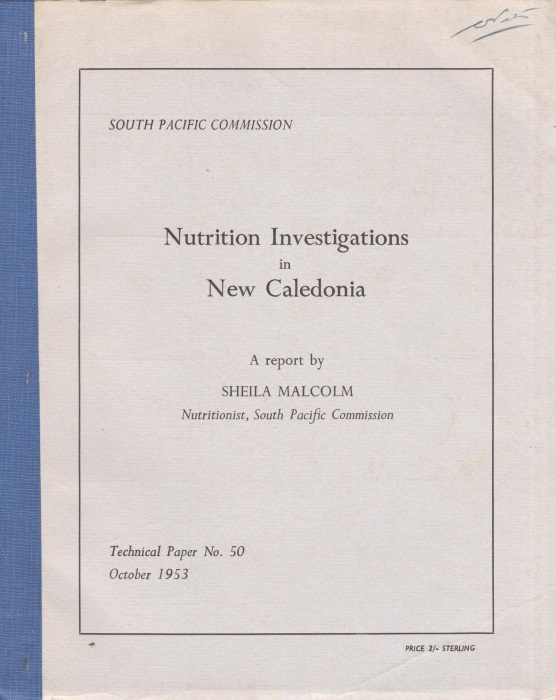 SOUTH PACIFIC COMMISSION
Nutrition Investigations
in
New Caledonia
A report by
SHEILA MALCOLM
Nutritionist, South Pacific Commission
Technical Paper No. 50
October 1953
PRICE 2/- STERLING